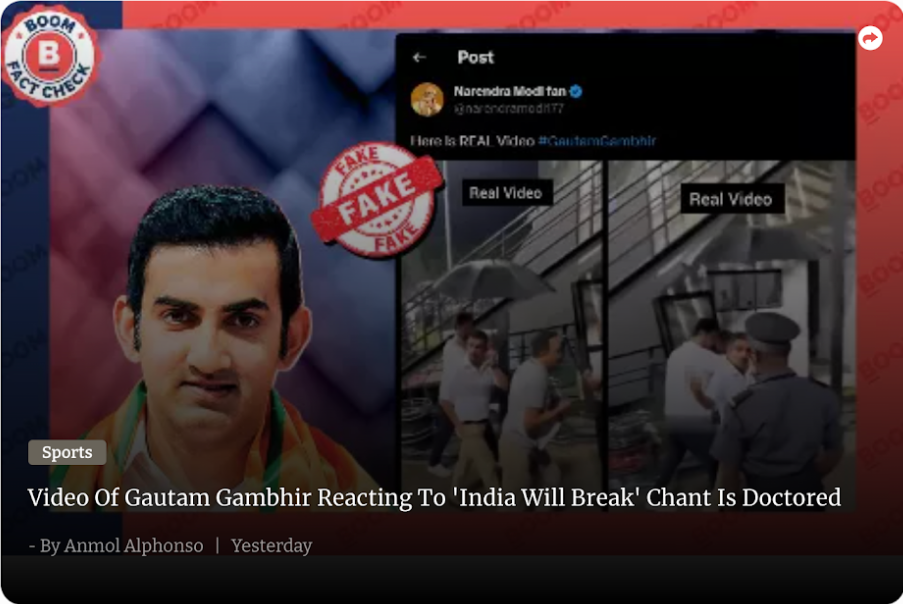 BOOM
B
FACT CHECK
Post
Narendra Modi fan
@narendramodi177
Here Is REAL Video #GautamGambhir
FAKE
FAKE
FAKE
Real Video
Real Video
Sports
Video Of Gautam Gambhir Reacting To 'India Will Break' Chant Is Doctored
- By Anmol Alphonso | Yesterday